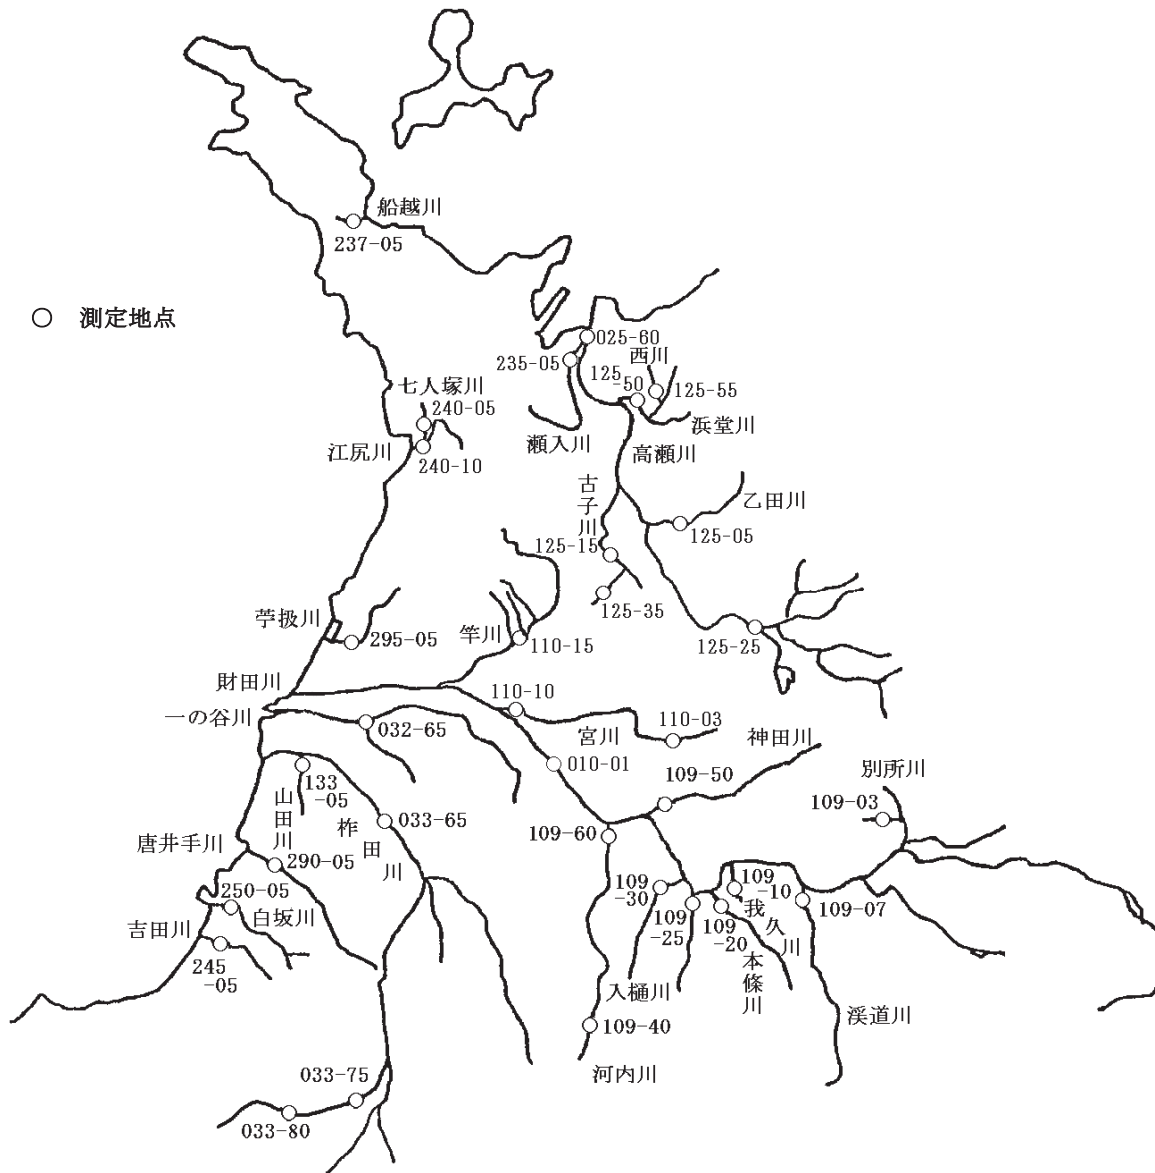 船越川
237-05
○ 測定地点
025-60
235-05
西川
125
-50
125-55
七人塚川
240-05
浜堂川
瀬入川
高瀬川
江尻川
240-10
古子川
乙田川
125-15
125-05
125-35
苧扱川
295-05
竿川
110-15
125-25
財田川
110-10
一の谷川
032-65
宮川
110-03
神田川
010-01
109-50
別所川
133
-05
109-03
山田川
033-65
109-60
柞田川
唐井手川
290-05
109
-30
109
-10
250-05
109-07
白坂川
109
-25
109
-20
我久川
吉田川
245
-05
本篠川
入樋川
渓道川
109-40
河内川
033-75
033-80